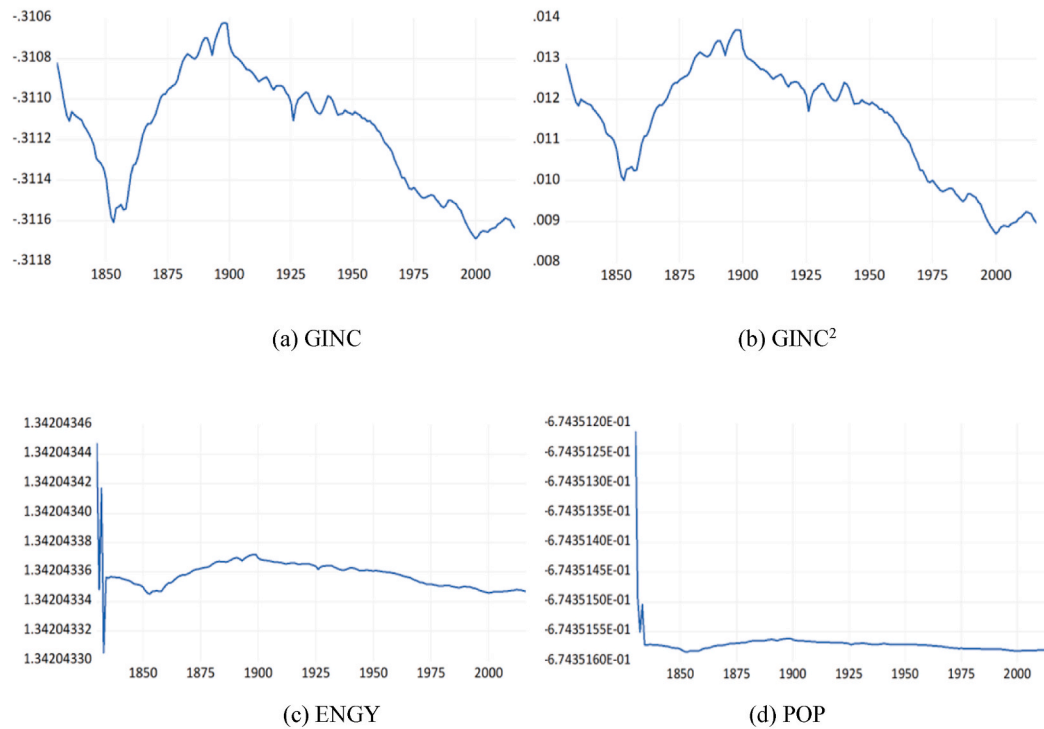 -.3106
-.3108
-.3110
-.3112
-.3114
-.3116
-.3118
1850 1875 1900 1925 1950 1975 2000
(a) GINC
.014
.013
.012
.011
.010
.009
.008
1850 1875 1900 1925 1950 1975 2000
(b) GINC²
1.34204346
1.34204344
1.34204340
1.34204338
1.34204336
1.34204334
1.34204332
1.34204330
1850 1875 1900 1925 1950 1975 2000
(c) ENGY
-6.7435120E-01
-6.7435125E-01
-6.7435130E-01
-6.7435135E-01
-6.7435140E-01
-6.7435145E-01
-6.7435150E-01
-6.7435155E-01
-6.7435160E-01
1850 1875 1900 1925 1950 1975 2000
(d) POP